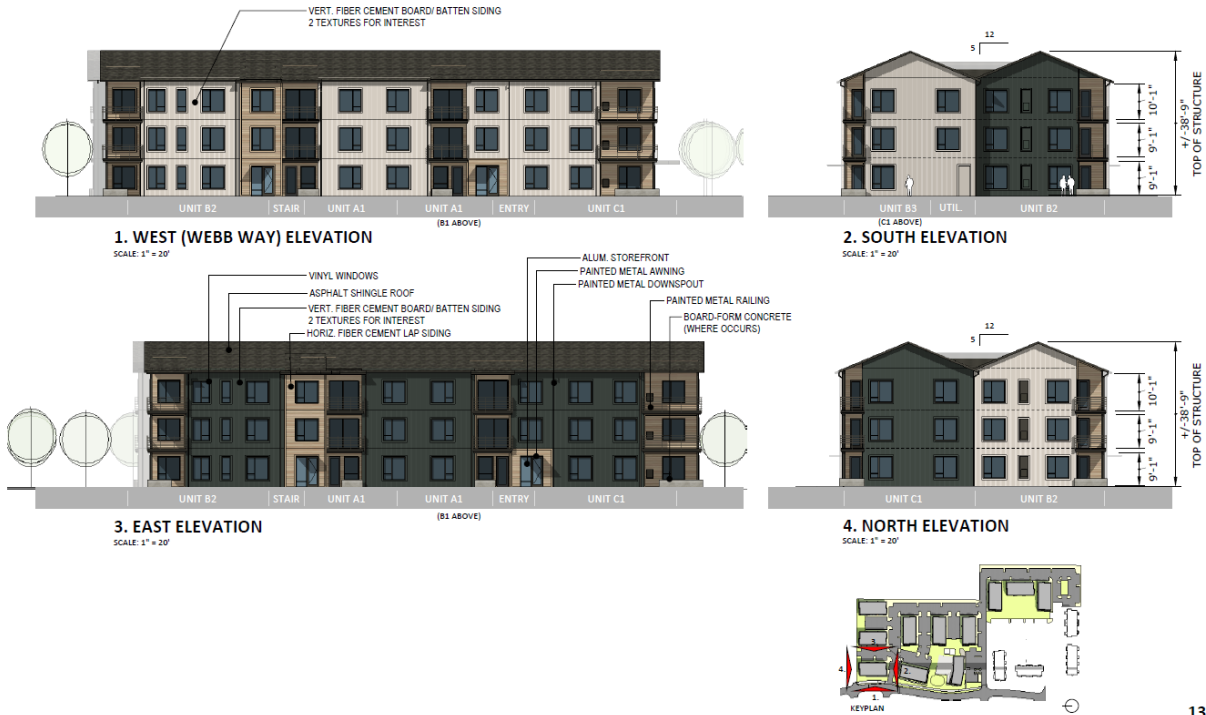 VERT. FIBER CEMENT BOARD/ BATTEN SIDING
2 TEXTURES FOR INTEREST
UNIT B2
STAIR
UNIT A1
UNIT A1
ENTRY
UNIT C1
(B1 ABOVE)
1. WEST (WEBB WAY) ELEVATION
SCALE: 1" = 20'
12
5
10'-1"
9'-1"
9'-1"
+/-38'-9"
TOP OF STRUCTURE
UNIT B3
UTIL.
UNIT B2
(C1 ABOVE)
2. SOUTH ELEVATION
SCALE: 1" = 20'
VINYL WINDOWS
ASPHALT SHINGLE ROOF
VERT. FIBER CEMENT BOARD/ BATTEN SIDING
2 TEXTURES FOR INTEREST
HORIZ. FIBER CEMENT LAP SIDING
ALUM. STOREFRONT
PAINTED METAL AWNING
PAINTED METAL DOWNSPOUT
PAINTED METAL RAILING
BOARD-FORM CONCRETE
(WHERE OCCURS)
UNIT B2
STAIR
UNIT A1
UNIT A1
ENTRY
UNIT C1
(B1 ABOVE)
3. EAST ELEVATION
SCALE: 1" = 20'
12
5
10'-1"
9'-1"
9'-1"
+/-38'-9"
TOP OF STRUCTURE
UNIT C1
UNIT B2
4. NORTH ELEVATION
SCALE: 1" = 20'
3.
4.
2.
1.
KEYPLAN
13